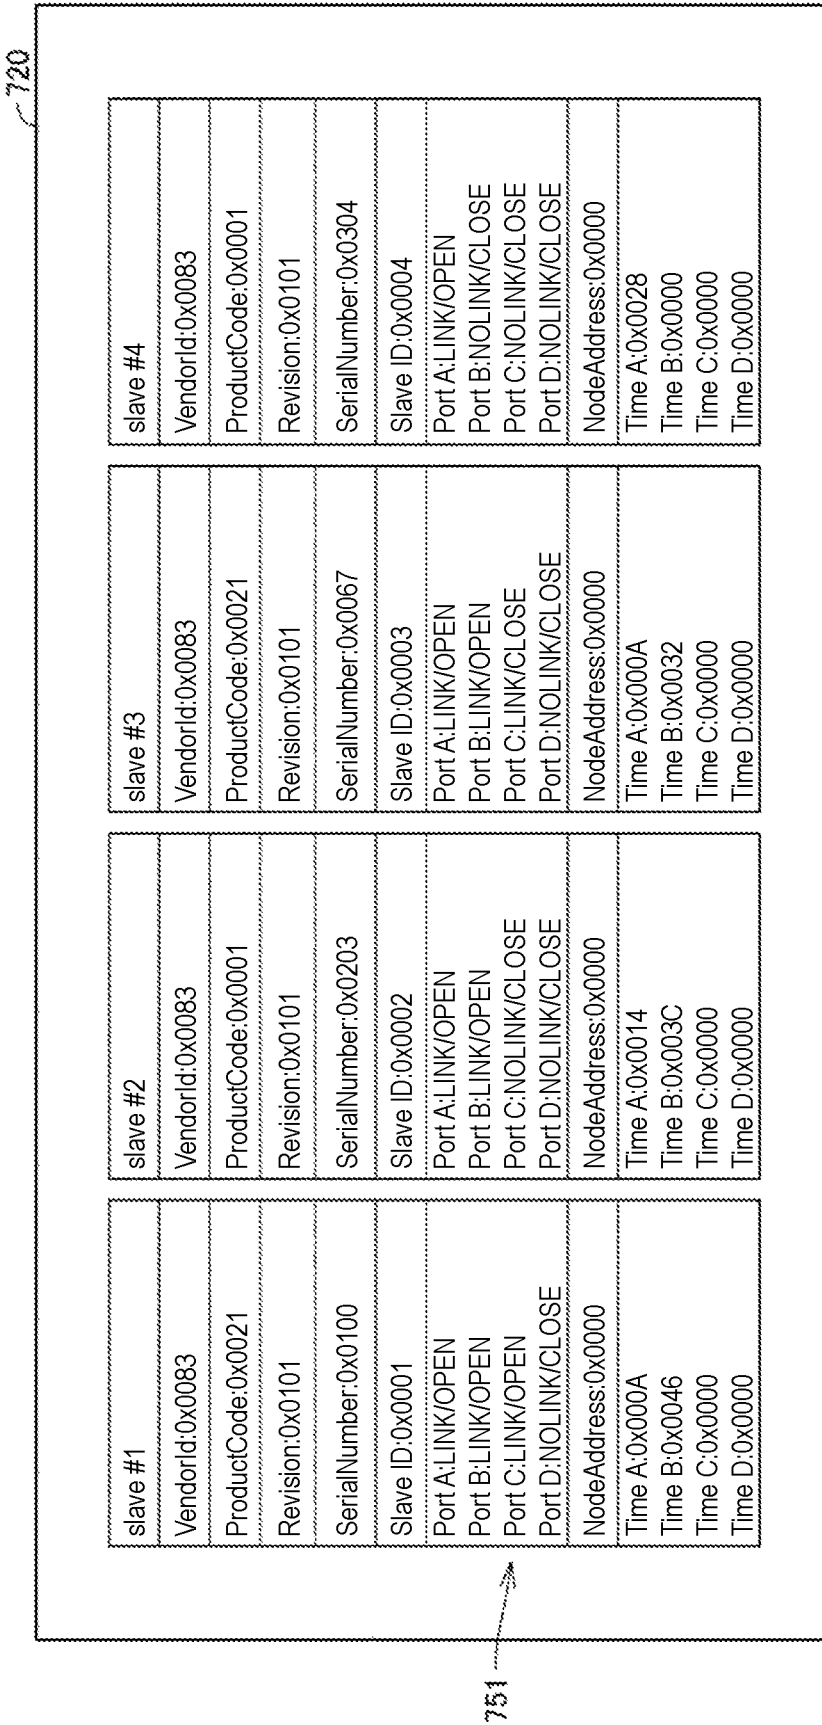 720
slave #1
VendorId:0x0083
ProductCode:0x0021
Revision:0x0101
SerialNumber:0x0100
Slave ID:0x0001
Port A:LINK/OPEN
Port B:LINK/OPEN
Port C:LINK/OPEN
Port D:NOLINK/CLOSE
NodeAddress:0x0000
Time A:0x000A
Time B:0x0046
Time C:0x0000
Time D:0x0000
slave #2
VendorId:0x0083
ProductCode:0x0001
Revision:0x0101
SerialNumber:0x0203
Slave ID:0x0002
Port A:LINK/OPEN
Port B:LINK/OPEN
Port C:NOLINK/CLOSE
Port D:NOLINK/CLOSE
NodeAddress:0x0000
Time A:0x0014
Time B:0x003C
Time C:0x0000
Time D:0x0000
slave #3
VendorId:0x0083
ProductCode:0x0021
Revision:0x0101
SerialNumber:0x0067
Slave ID:0x0003
Port A:LINK/OPEN
Port B:LINK/OPEN
Port C:LINK/CLOSE
Port D:NOLINK/CLOSE
NodeAddress:0x0000
Time A:0x000A
Time B:0x0032
Time C:0x0000
Time D:0x0000
slave #4
VendorId:0x0083
ProductCode:0x0001
Revision:0x0101
SerialNumber:0x0304
Slave ID:0x0004
Port A:LINK/OPEN
Port B:NOLINK/CLOSE
Port C:NOLINK/CLOSE
Port D:NOLINK/CLOSE
NodeAddress:0x0000
Time A:0x0028
Time B:0x0000
Time C:0x0000
Time D:0x0000
751